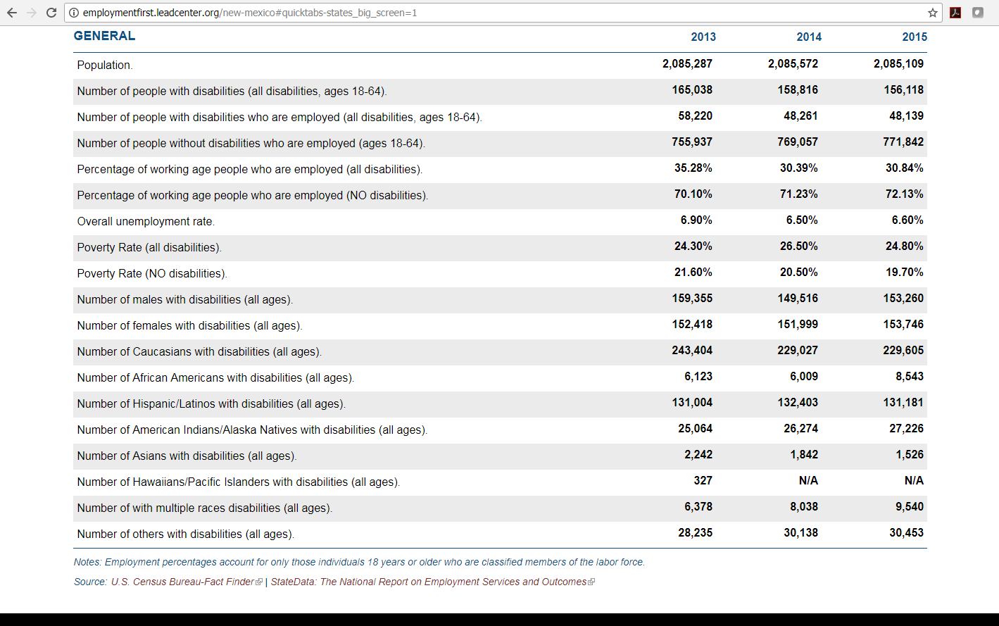 employmentfirst.leadcenter.org/new-mexico#quicktabs-states_big_screen=1
GENERAL 2013 2014 2015
Population. 2,085,287 2,085,572 2,085,109
Number of people with disabilities (all disabilities, ages 18-64). 165,038 158,816 156,118
Number of people with disabilities who are employed (all disabilities, ages 18-64). 58,220 48,261 48,139
Number of people without disabilities who are employed (ages 18-64). 755,937 769,057 771,842
Percentage of working age people who are employed (all disabilities). 35.28% 30.39% 30.84%
Percentage of working age people who are employed (NO disabilities). 70.10% 71.23% 72.13%
Overall unemployment rate. 6.90% 6.50% 6.60%
Poverty Rate (all disabilities). 24.30% 26.50% 24.80%
Poverty Rate (NO disabilities). 21.60% 20.50% 19.70%
Number of males with disabilities (all ages). 159,355 149,516 153,260
Number of females with disabilities (all ages). 152,418 151,999 153,746
Number of Caucasians with disabilities (all ages). 243,404 229,027 229,605
Number of African Americans with disabilities (all ages). 6,123 6,009 8,543
Number of Hispanic/Latinos with disabilities (all ages). 131,004 132,403 131,181
Number of American Indians/Alaska Natives with disabilities (all ages). 25,064 26,274 27,226
Number of Asians with disabilities (all ages). 2,242 1,842 1,526
Number of Hawaiians/Pacific Islanders with disabilities (all ages). 327 N/A N/A
Number of with multiple races disabilities (all ages). 6,378 8,038 9,540
Number of others with disabilities (all ages). 28,235 30,138 30,453
Notes: Employment percentages account for only those individuals 18 years or older who are classified members of the labor force.
Source: U.S. Census Bureau-Fact Finder | StateData: The National Report on Employment Services and Outcomes